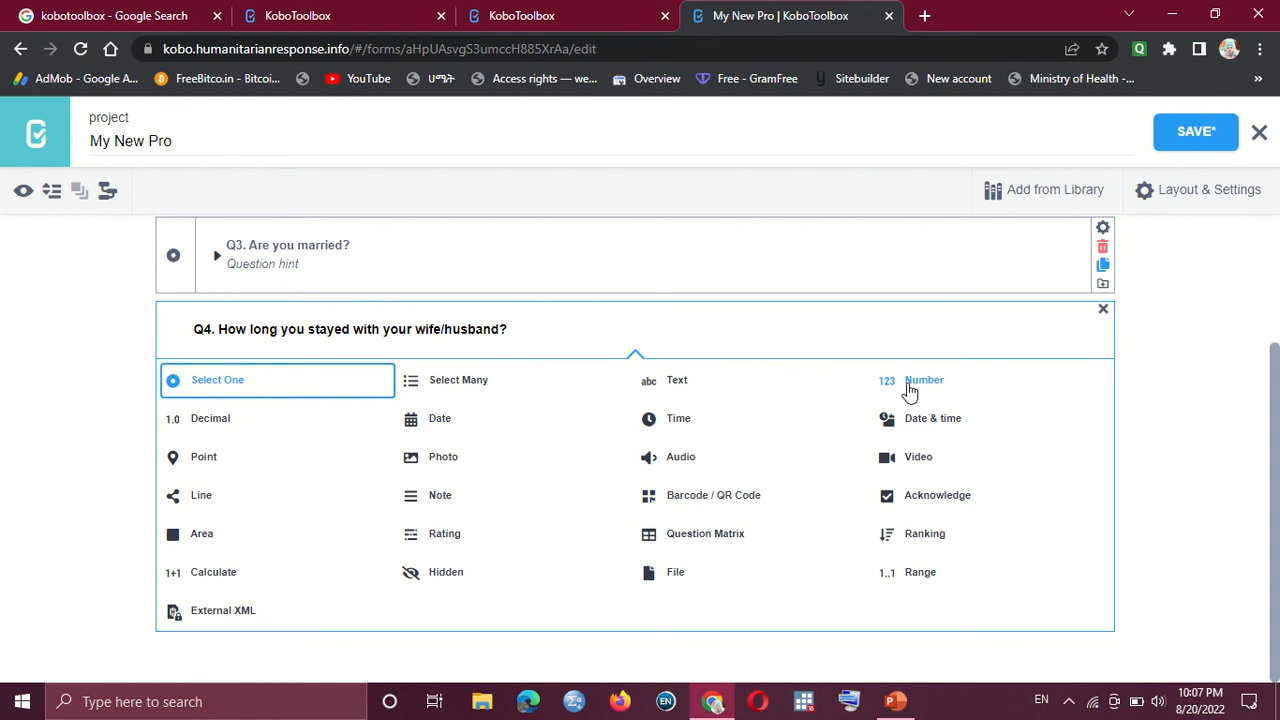 kobotoolbox - Google Search
KoboToolbox
KoboToolbox
My New Pro | KoboToolbox
kobo.humanitarianresponse.info/#/forms/aHpUAsvgS3umccH885XrAa/edit
AdMob - Google A...
FreeBitco.in - Bitcoi...
YouTube
Access rights — we...
Overview
Free - GramFree
Sitebuilder
New account
Ministry of Health -...
»
project
My New Pro
SAVE*
Add from Library
Layout & Settings
Q3. Are you married?
Question hint
Q4. How long you stayed with your wife/husband?
Select One
Select Many
abc Text
123 Number
1.0 Decimal
Date
Time
Date & time
Point
Photo
Audio
Video
Line
Note
Barcode / QR Code
Acknowledge
Area
Rating
Question Matrix
Ranking
1+1 Calculate
Hidden
File
1..1 Range
External XML
Type here to search
EN
EN
10:07 PM
8/20/2022